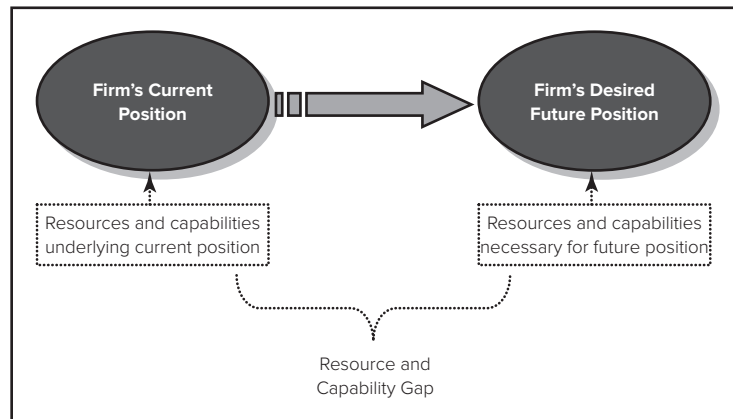 Firm’s Current
Position
Firm’s Desired
Future Position
Resources and capabilities
underlying current position
Resources and capabilities
necessary for future position
Resource and
Capability Gap